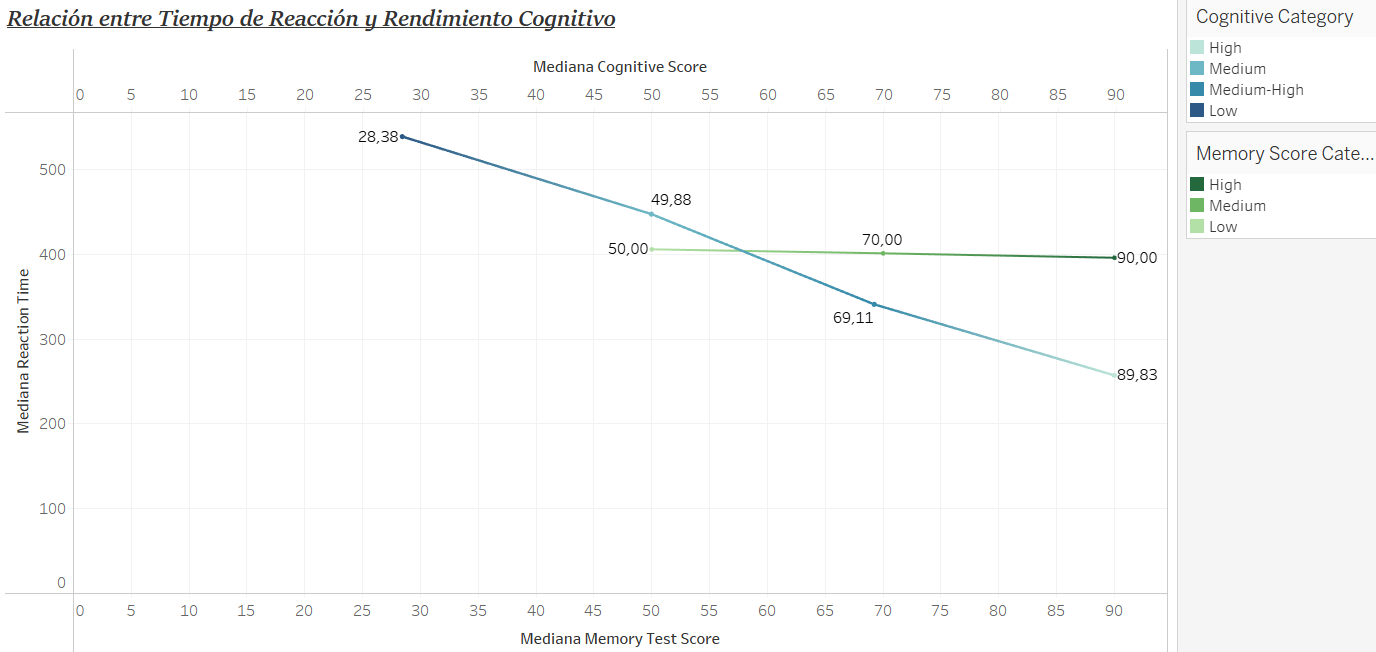 Relación entre Tiempo de Reacción y Rendimiento Cognitivo
Mediana Cognitive Score
0 5 10 15 20 25 30 35 40 45 50 55 60 65 70 75 80 85 90
Mediana Reaction Time
500
400
300
200
100
0
28,38
49,88
50,00
70,00
90,00
69,11
89,83
0 5 10 15 20 25 30 35 40 45 50 55 60 65 70 75 80 85 90
Mediana Memory Test Score
Cognitive Category
High
Medium
Medium-High
Low
Memory Score Cate...
High
Medium
Low